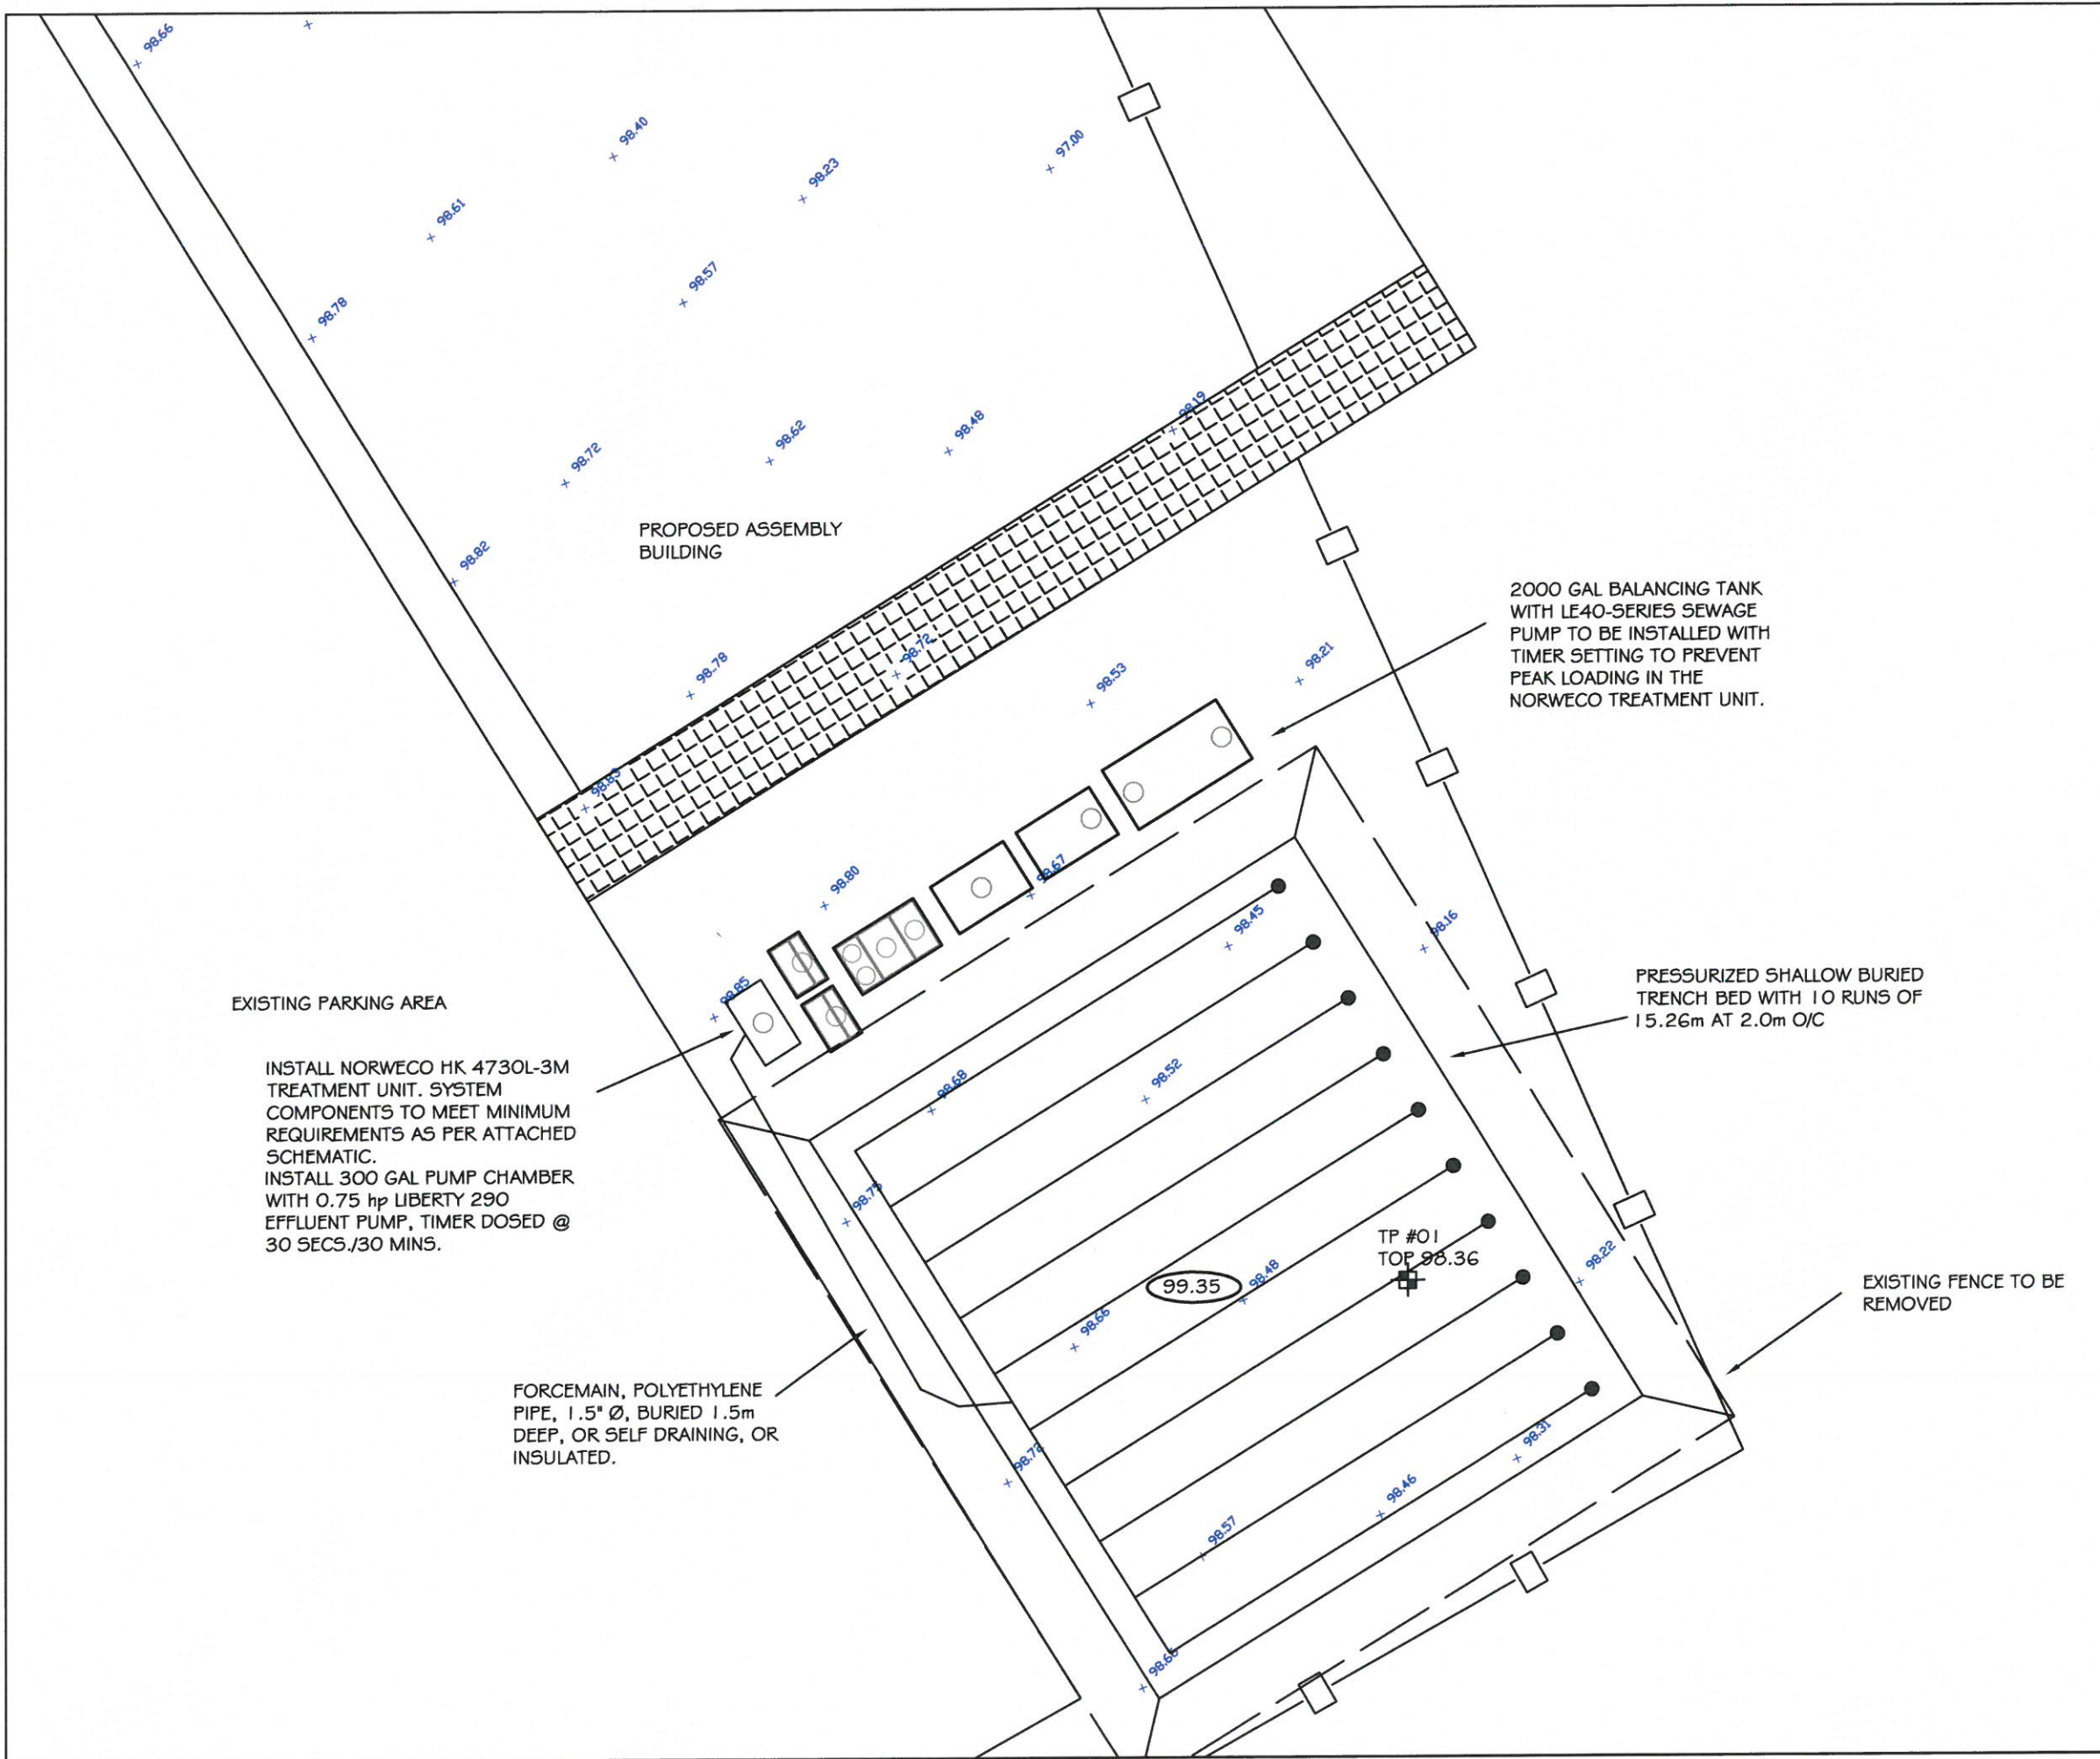 98.66
98.40
98.23
97.00
98.61
98.57
98.78
98.19
98.72
98.62
98.48
98.82
PROPOSED ASSEMBLY
BUILDING
2000 GAL BALANCING TANK
WITH LE40-SERIES SEWAGE
PUMP TO BE INSTALLED WITH
TIMER SETTING TO PREVENT
PEAK LOADING IN THE
NORWECO TREATMENT UNIT.
98.78
98.72
98.53
98.21
98.83
98.80
98.67
98.45
98.16
98.85
EXISTING PARKING AREA
PRESSURIZED SHALLOW BURIED
TRENCH BED WITH 10 RUNS OF
15.26m AT 2.0m O/C
INSTALL NORWECO HK 4730L-3M
TREATMENT UNIT. SYSTEM
COMPONENTS TO MEET MINIMUM
REQUIREMENTS AS PER ATTACHED
SCHEMATIC.
INSTALL 300 GAL PUMP CHAMBER
WITH 0.75 hp LIBERTY 290
EFFLUENT PUMP, TIMER DOSED @
30 SECS./30 MINS.
98.68
98.52
98.75
TP #01
TOP 98.36
99.35
98.48
98.22
98.66
EXISTING FENCE TO BE
REMOVED
FORCEMAIN, POLYETHYLENE
PIPE, 1.5" Ø, BURIED 1.5m
DEEP, OR SELF DRAINING, OR
INSULATED.
98.72
98.31
98.46
98.57